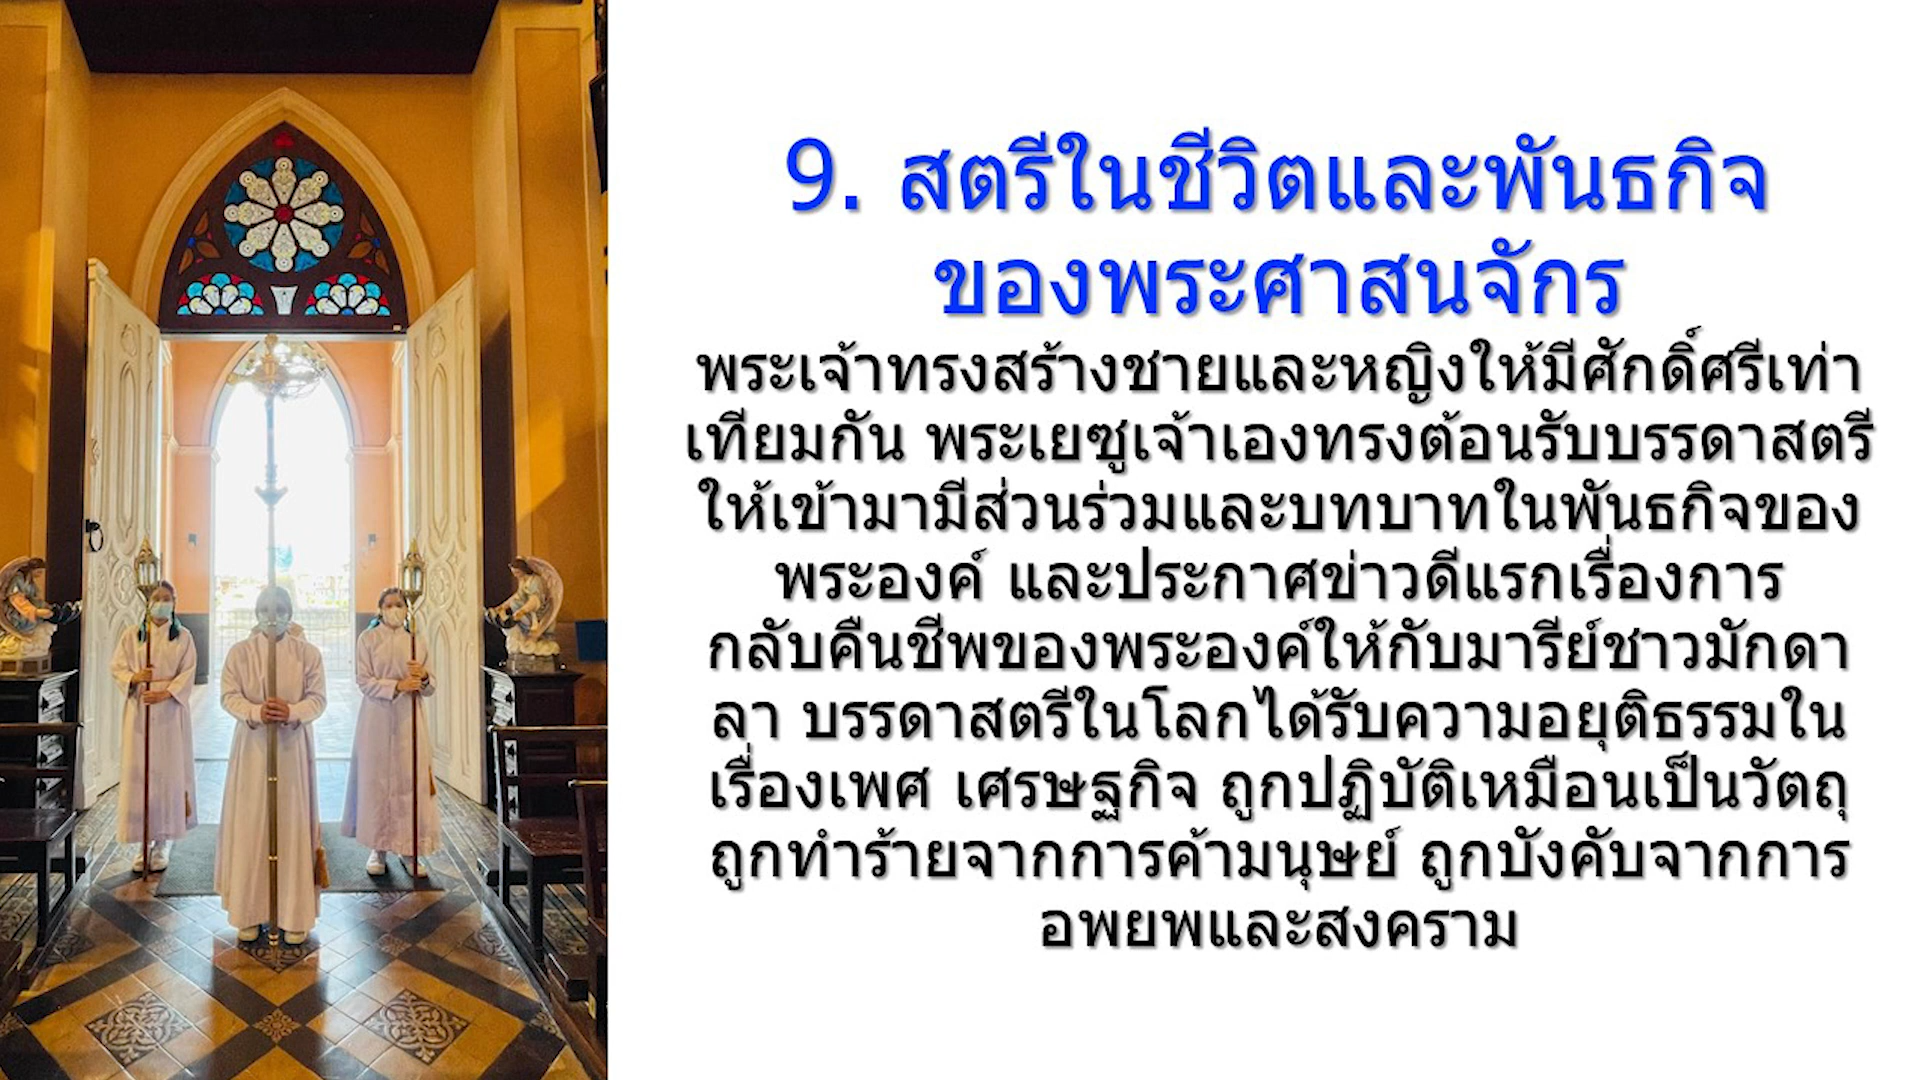 9. สตรีในชีวิตและพันธกิจ
ของพระศาสนจักร
พระเจ้าทรงสร้างชายและหญิงให้มีศักดิ์ศรีเท่า
เทียมกัน พระเยซูเจ้าเองทรงต้อนรับบรรดาสตรี
ให้เข้ามามีส่วนร่วมและบทบาทในพันธกิจของ
พระองค์ และประกาศข่าวดีแรกเรื่องการ
กลับคืนชีพของพระองค์ให้กับมารีย์ชาวมักดา
ลา บรรดาสตรีในโลกได้รับความอยุติธรรมใน
เรื่องเพศ เศรษฐกิจ ถูกปฏิบัติเหมือนเป็นวัตถุ
ถูกทำร้ายจากการค้ามนุษย์ ถูกบังคับจากการ
อพยพและสงคราม